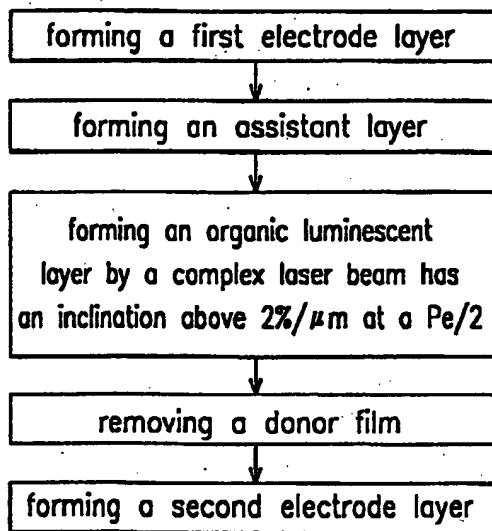 forming a first electrode layer
forming an assistant layer
forming an organic luminescent
layer by a complex laser beam has
an inclination above 2%/μm at a Pe/2
removing a donor film
forming a second electrode layer